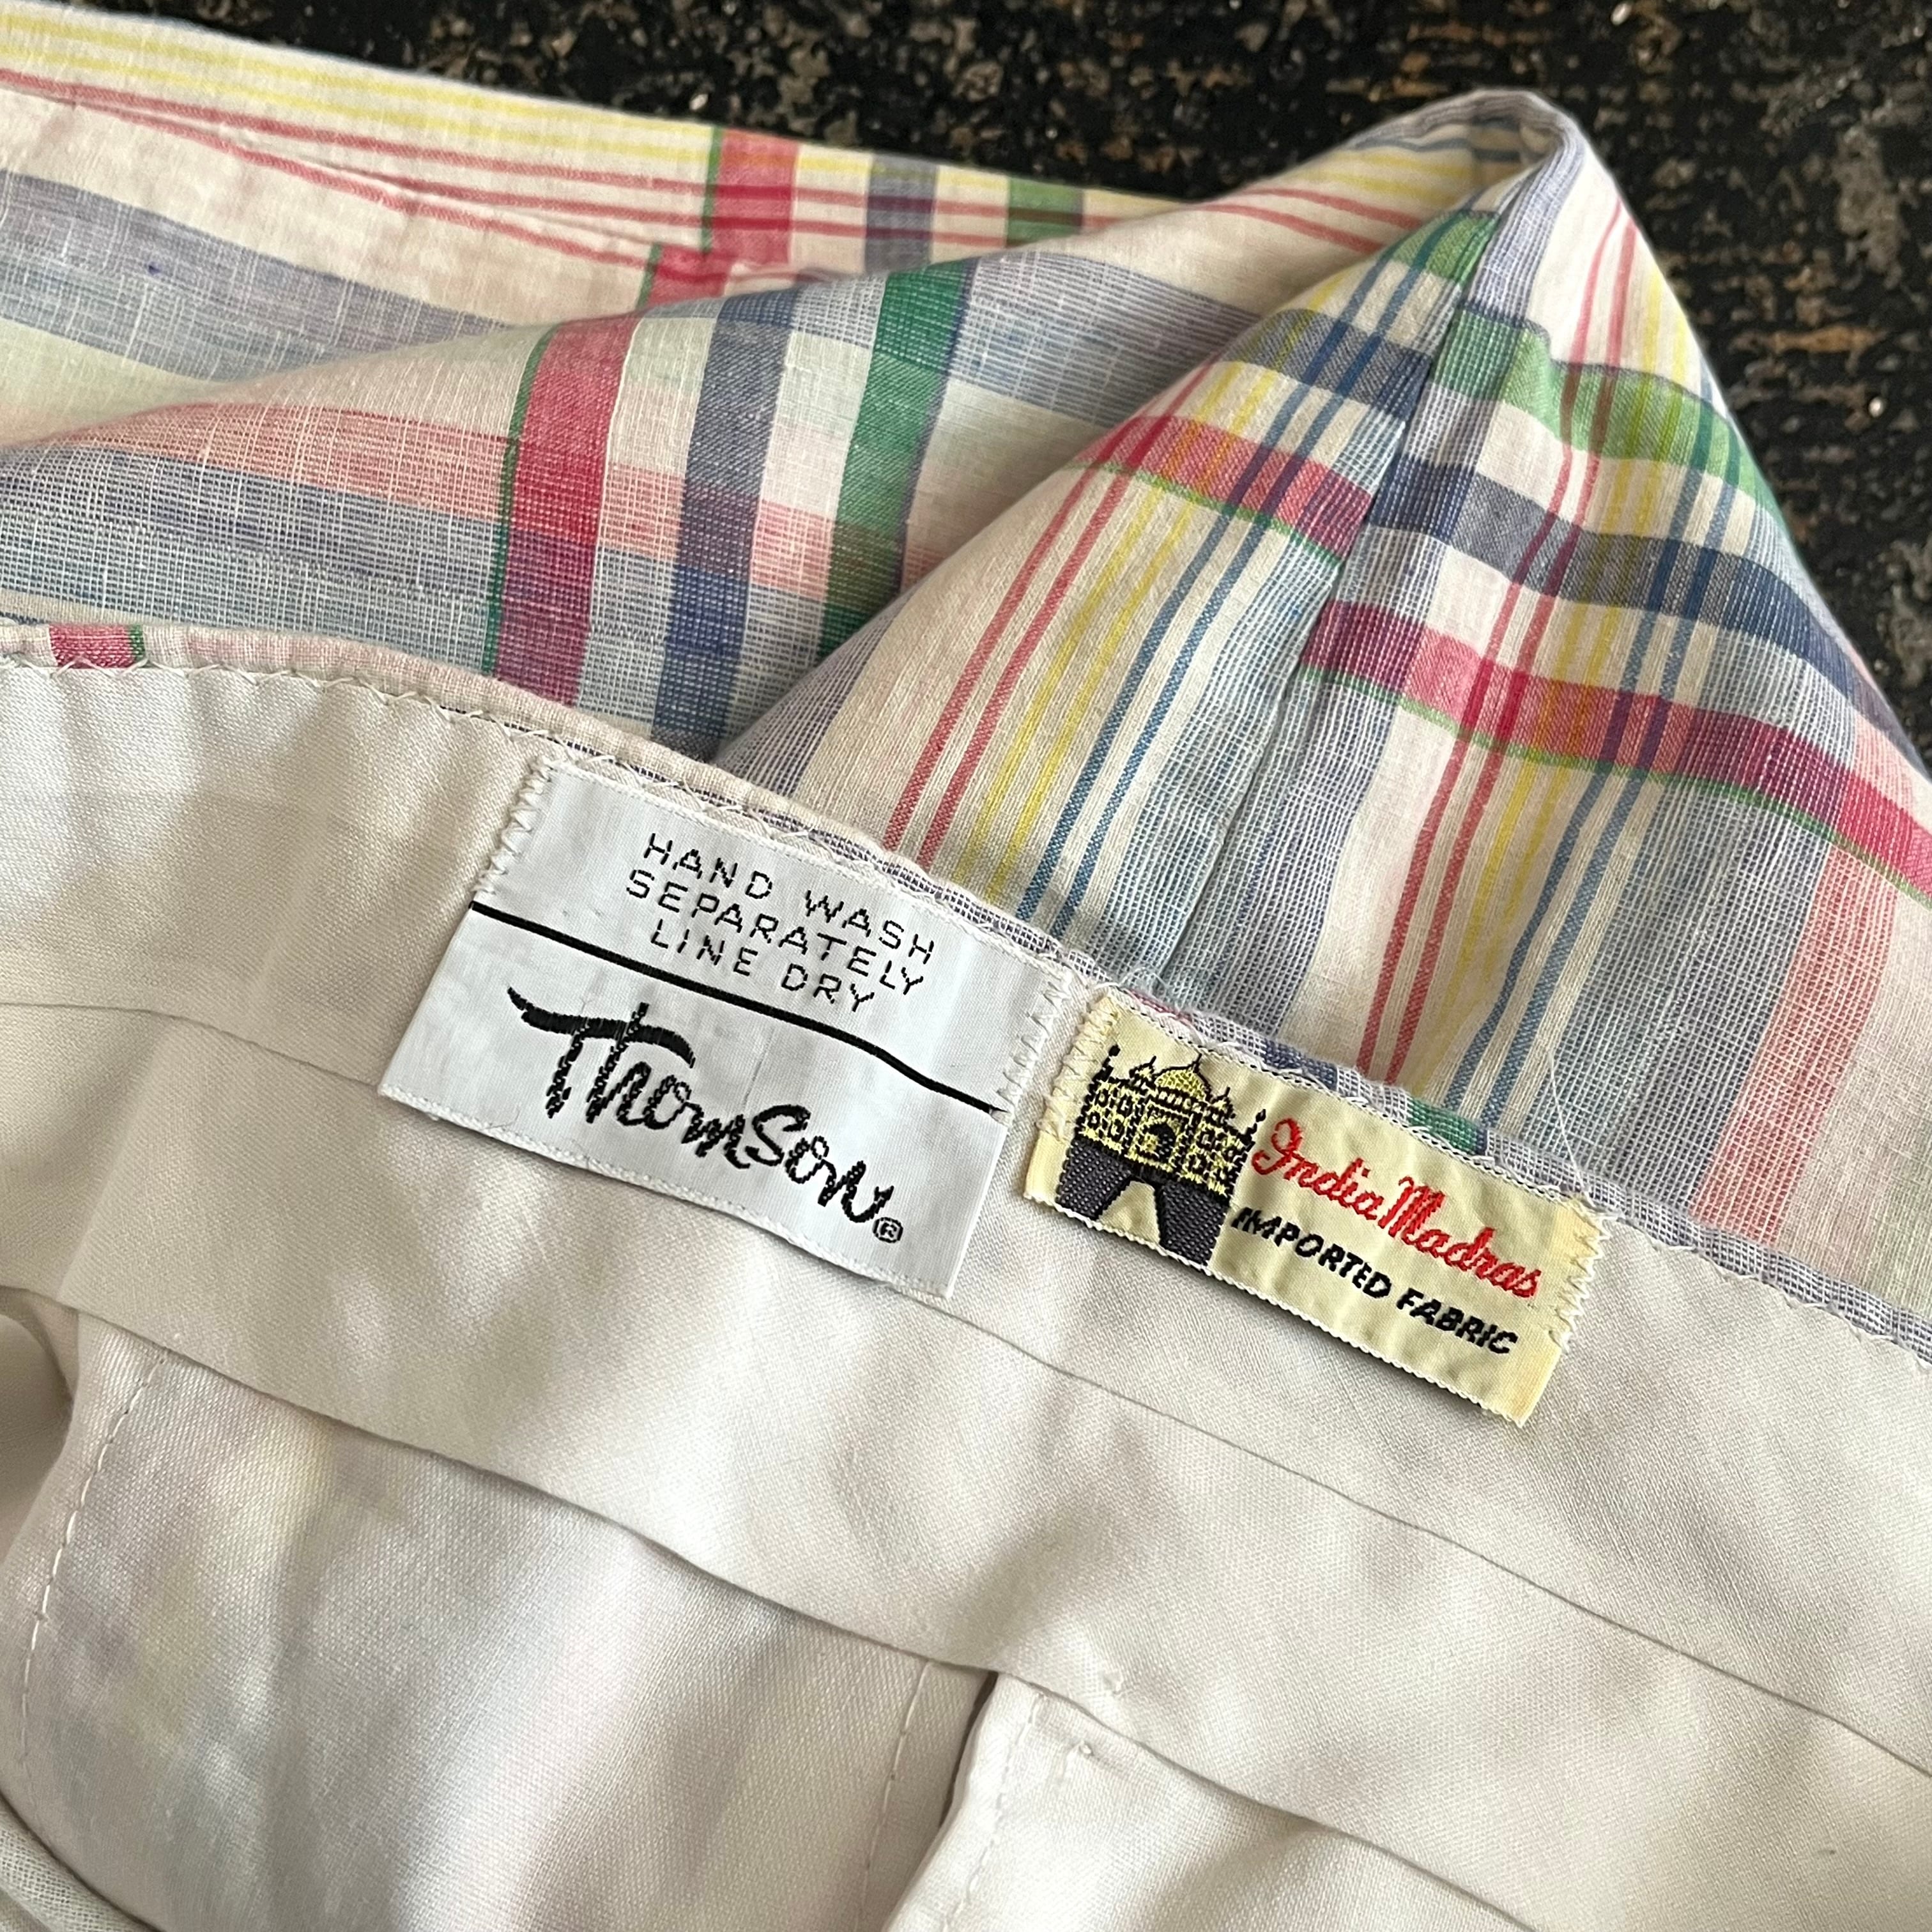 HAND WASH
SEPARATELY
LINE DRY
Thomson®
India Madras
IMPORTED FABRIC